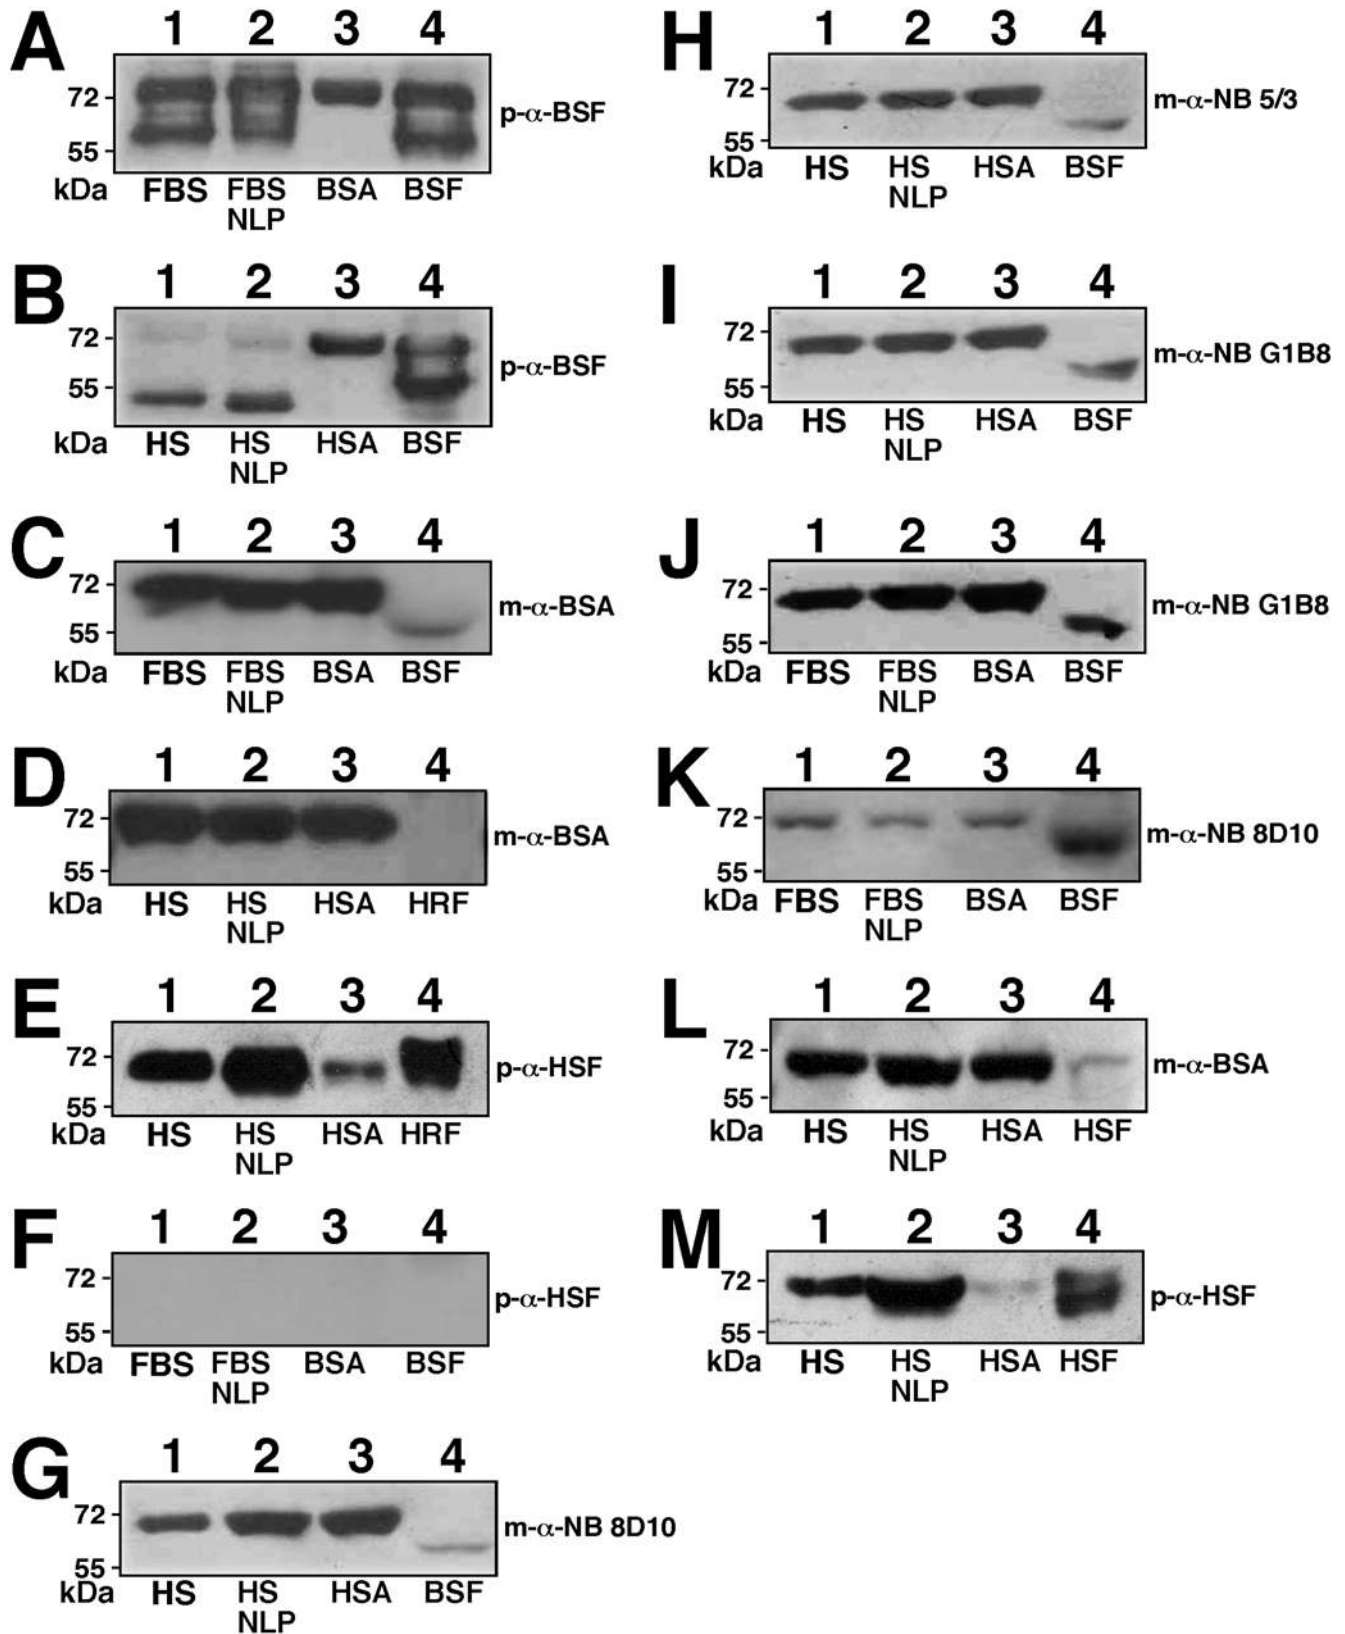 A
1 2 3 4
72
55
kDa
FBS FBS BSA BSF
NLP
p-α-BSF
B
1 2 3 4
72
55
kDa
HS HS HSA BSF
NLP
p-α-BSF
C
1 2 3 4
72
55
kDa
FBS FBS BSA BSF
NLP
m-α-BSA
D
1 2 3 4
72
55
kDa
HS HS HSA HRF
NLP
m-α-BSA
E
1 2 3 4
72
55
kDa
HS HS HSA HRF
NLP
p-α-HSF
F
1 2 3 4
72
55
kDa
FBS FBS BSA BSF
NLP
p-α-HSF
G
1 2 3 4
72
55
kDa
HS HS HSA BSF
NLP
m-α-NB 8D10
H
1 2 3 4
72
55
kDa
HS HS HSA BSF
NLP
m-α-NB 5/3
I
1 2 3 4
72
55
kDa
HS HS HSA BSF
NLP
m-α-NB G1B8
J
1 2 3 4
72
55
kDa
FBS FBS BSA BSF
NLP
m-α-NB G1B8
K
1 2 3 4
72
55
kDa
FBS FBS BSA BSF
NLP
m-α-NB 8D10
L
1 2 3 4
72
55
kDa
HS HS HSA HSF
NLP
m-α-BSA
M
1 2 3 4
72
55
kDa
HS HS HSA HSF
NLP
p-α-HSF